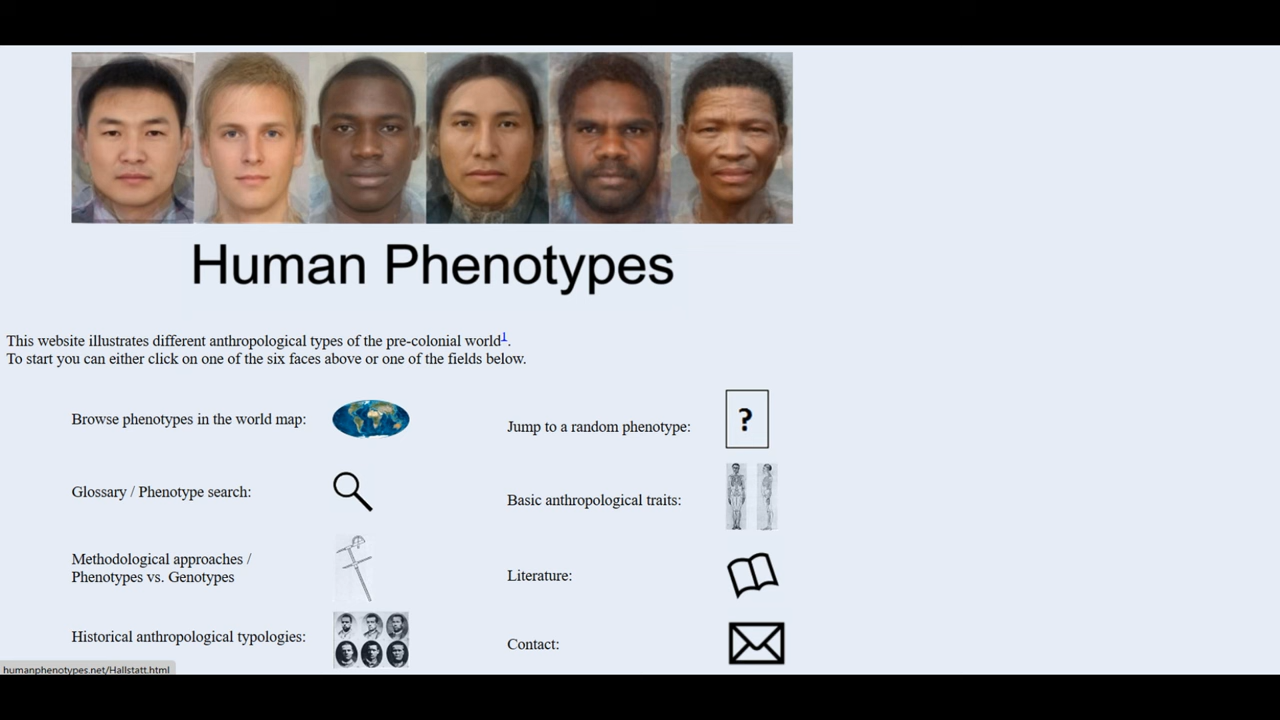 Human Phenotypes
This website illustrates different anthropological types of the pre-colonial world1.
To start you can either click on one of the six faces above or one of the fields below.
Browse phenotypes in the world map:
Jump to a random phenotype:
?
Glossary / Phenotype search:
Basic anthropological traits:
Methodological approaches /
Phenotypes vs. Genotypes
Literature:
Historical anthropological typologies:
Contact:
humanphenotypes.net/Hallstatt.html